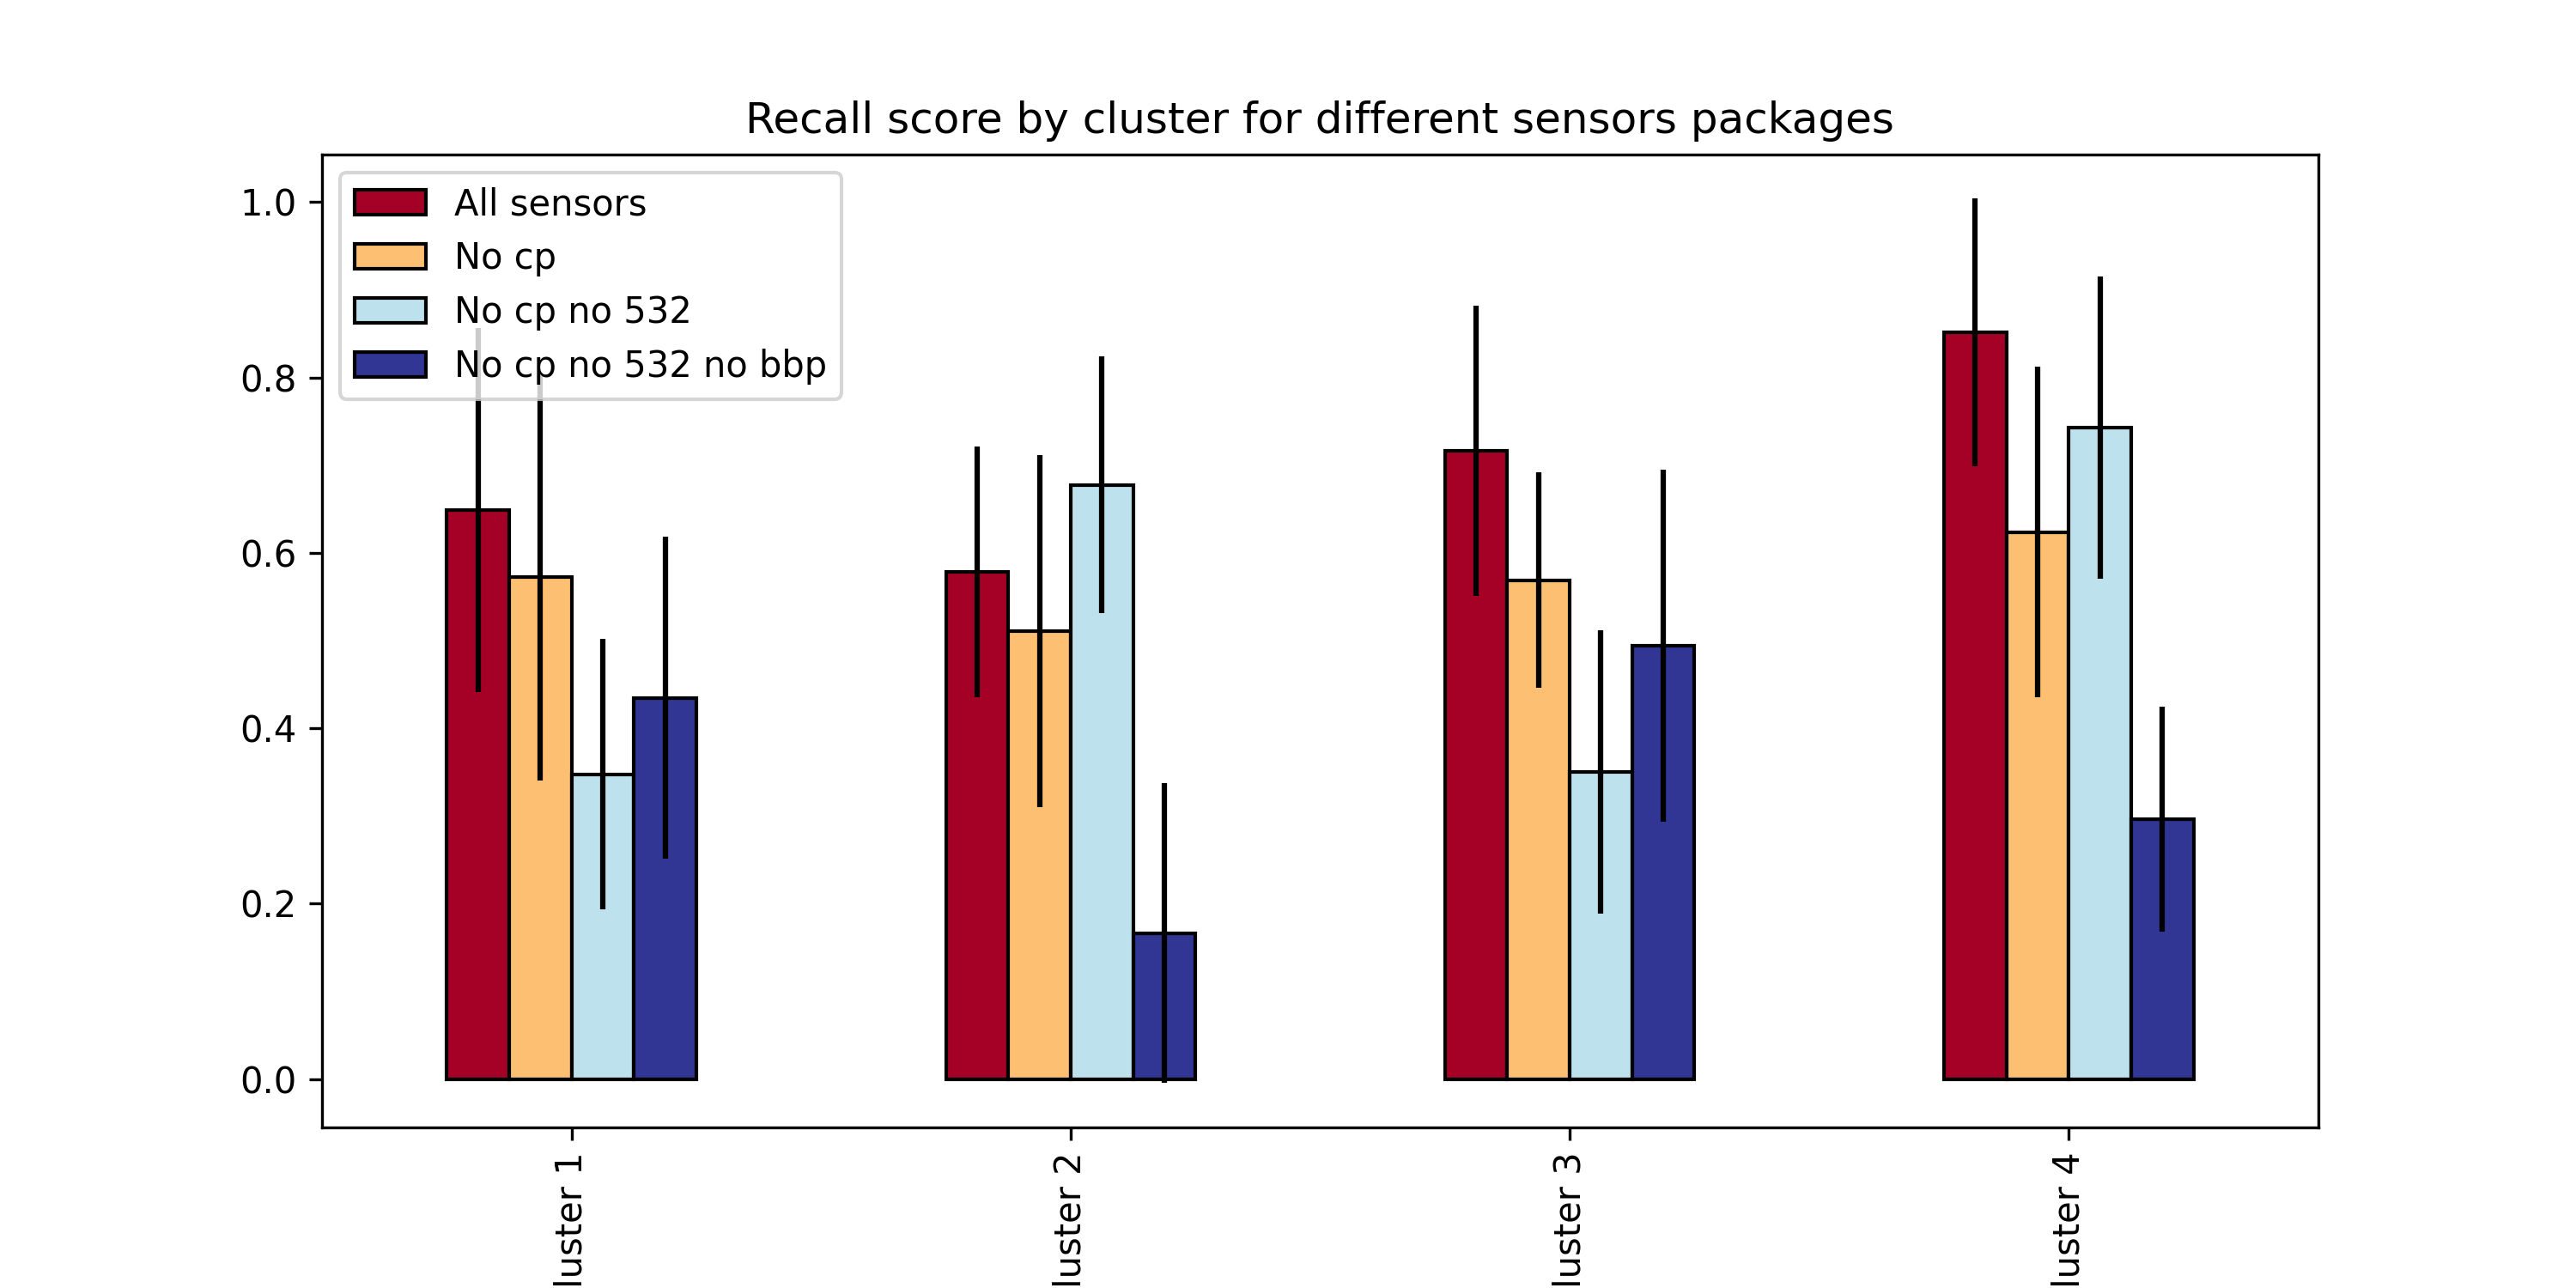 Recall score by cluster for different sensors packages
All sensors
No cp
No cp no 532
No cp no 532 no bbp
1.0
0.8
0.6
0.4
0.2
0.0
luster 1
luster 2
luster 3
luster 4